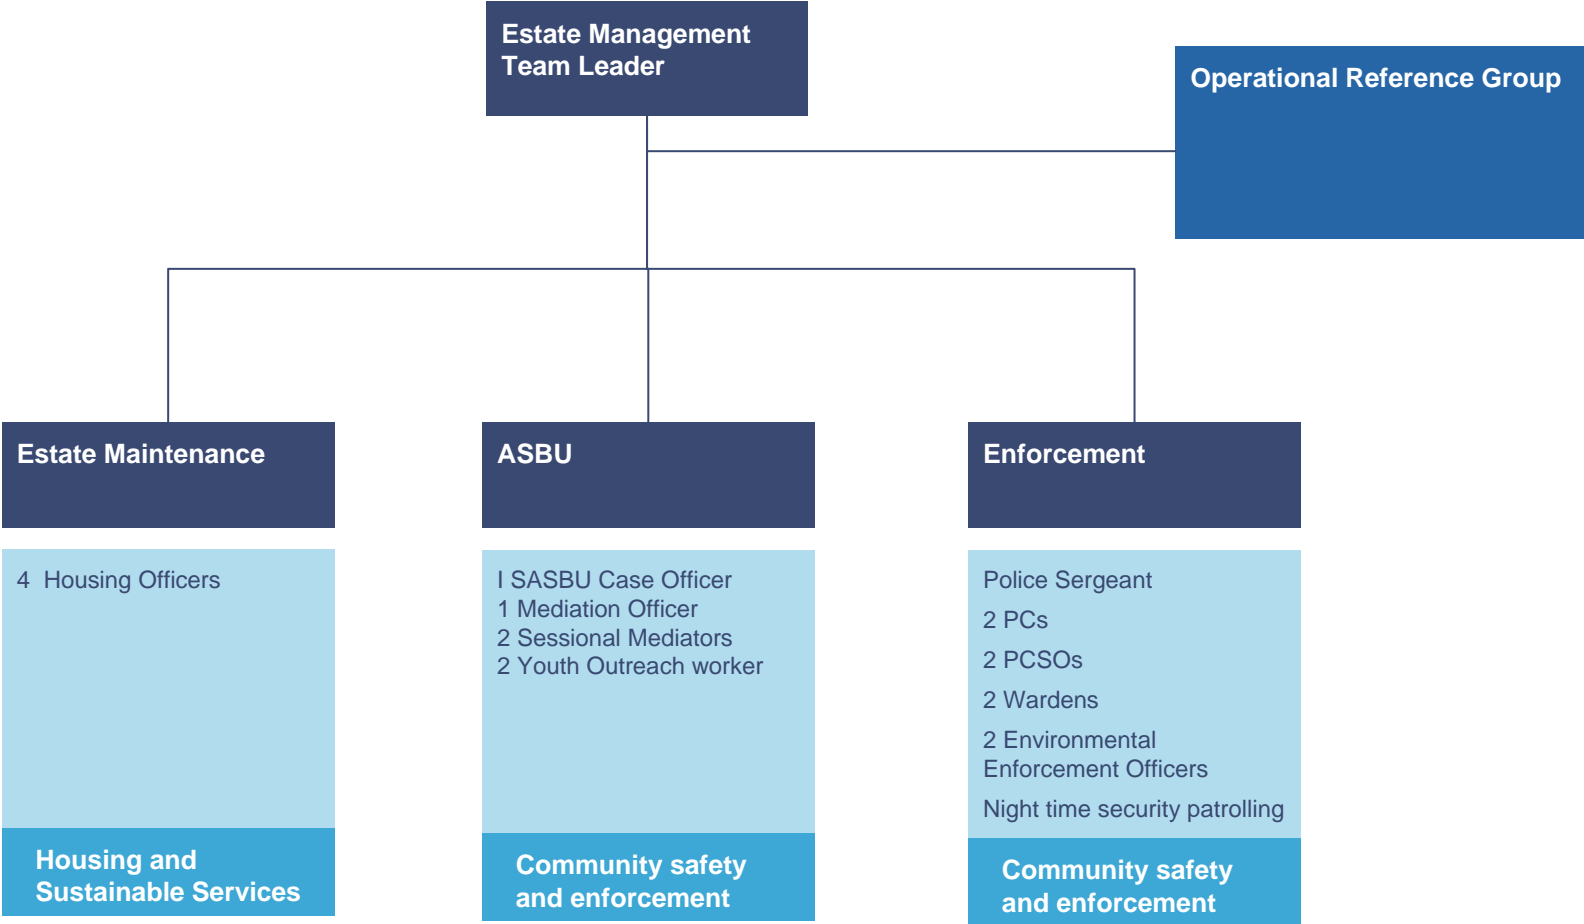 Estate Management
Team Leader
Operational Reference Group
Estate Maintenance
4 Housing Officers
Housing and
Sustainable Services
ASBU
I SASBU Case Officer
1 Mediation Officer
2 Sessional Mediators
2 Youth Outreach worker
Community safety
and enforcement
Enforcement
Police Sergeant
2 PCs
2 PCSOs
2 Wardens
2 Environmental
Enforcement Officers
Night time security patrolling
Community safety
and enforcement